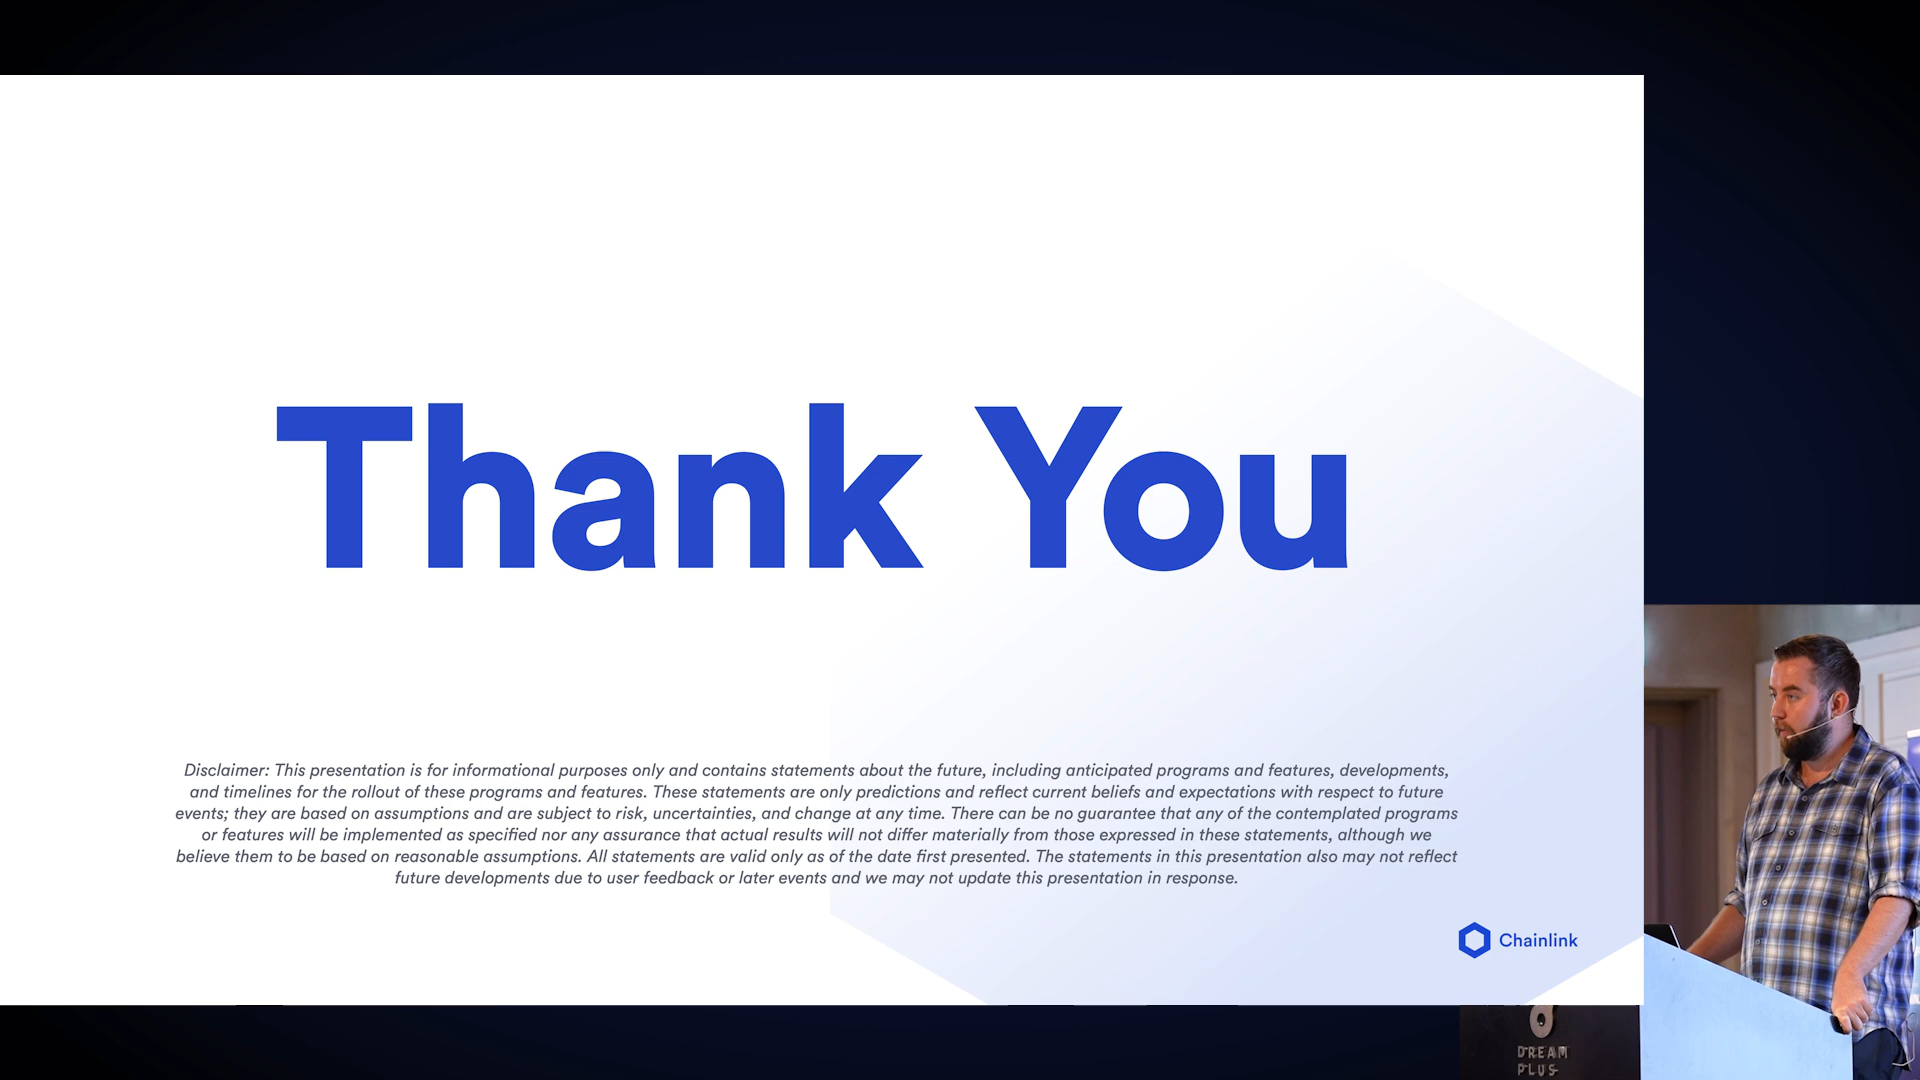 Thank You
Disclaimer: This presentation is for informational purposes only and contains statements about the future, including anticipated programs and features, developments,
and timelines for the rollout of these programs and features. These statements are only predictions and reflect current beliefs and expectations with respect to future
events; they are based on assumptions and are subject to risk, uncertainties, and change at any time. There can be no guarantee that any of the contemplated programs
or features will be implemented as specified nor any assurance that actual results will not differ materially from those expressed in these statements, although we
believe them to be based on reasonable assumptions. All statements are valid only as of the date first presented. The statements in this presentation also may not reflect
future developments due to user feedback or later events and we may not update this presentation in response.
Chainlink
DREAM
PLUS